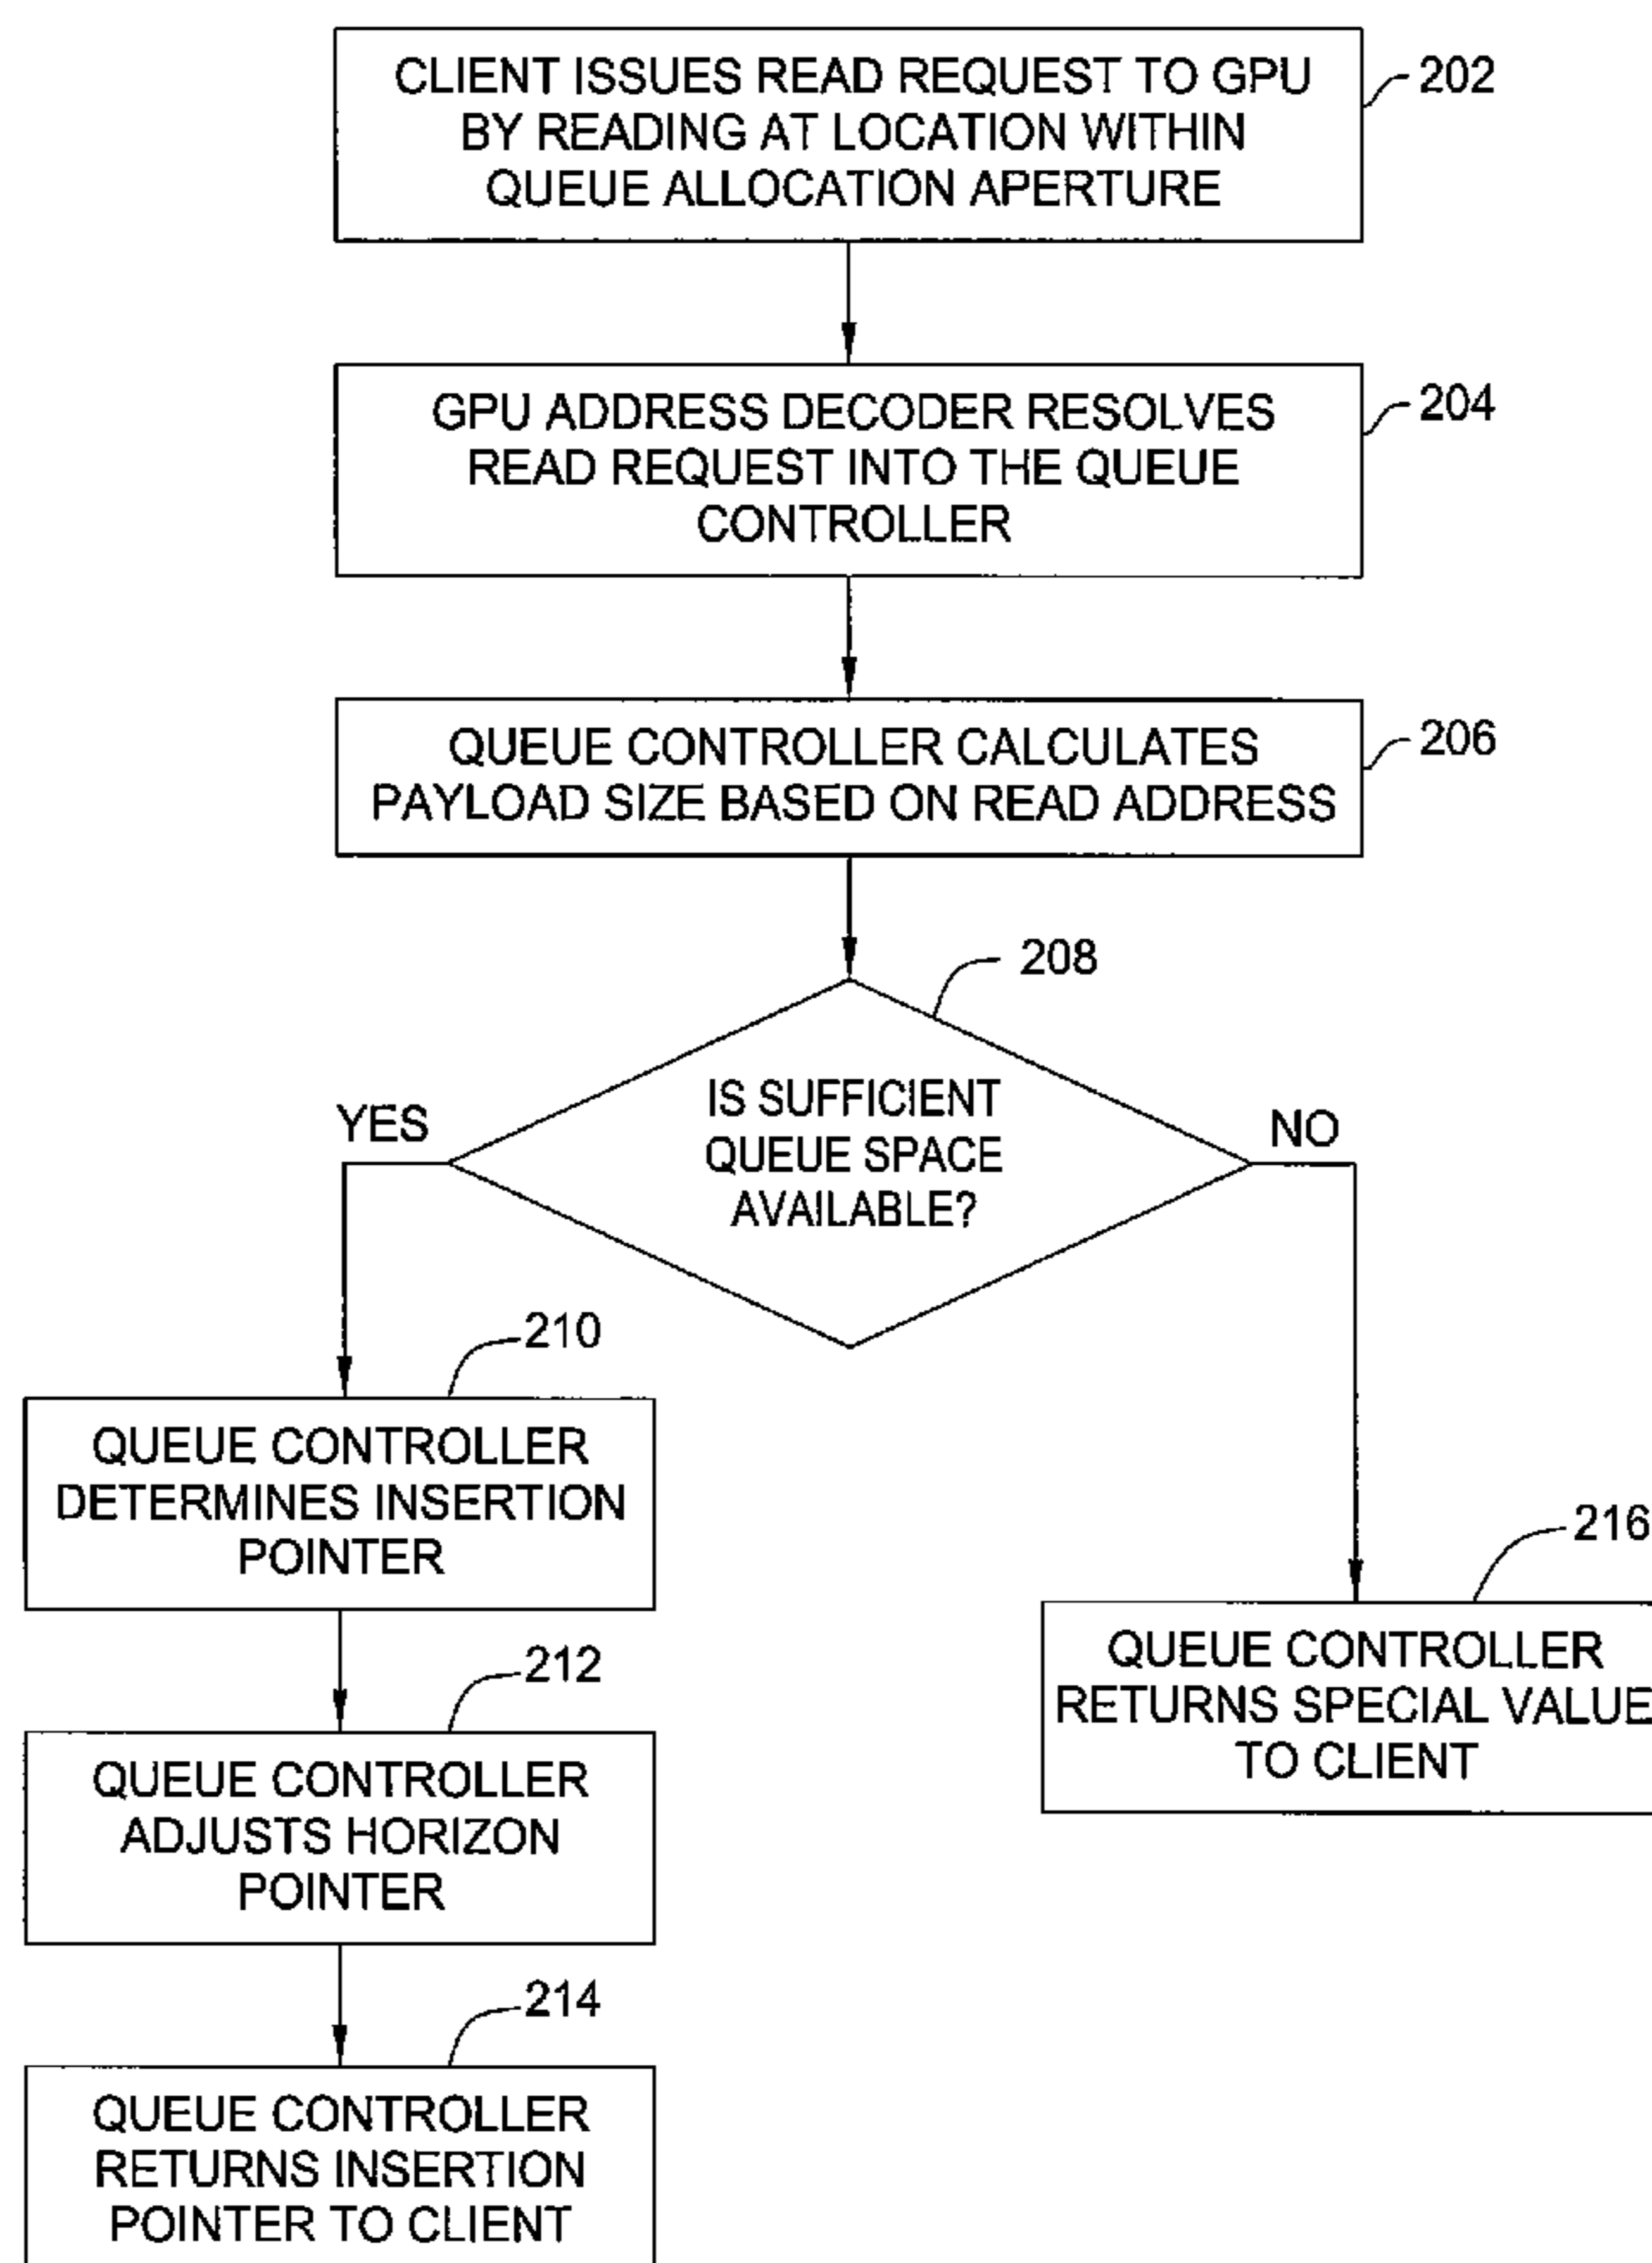 CLIENT ISSUES READ REQUEST TO GPU
BY READING AT LOCATION WITHIN
QUEUE ALLOCATION APERTURE
202
GPU ADDRESS DECODER RESOLVES
READ REQUEST INTO THE QUEUE
CONTROLLER
204
QUEUE CONTROLLER CALCULATES
PAYLOAD SIZE BASED ON READ ADDRESS
206
208
IS SUFFICIENT
QUEUE SPACE
AVAILABLE?
YES
NO
210
QUEUE CONTROLLER
DETERMINES INSERTION
POINTER
212
QUEUE CONTROLLER
ADJUSTS HORIZON
POINTER
214
QUEUE CONTROLLER
RETURNS INSERTION
POINTER TO CLIENT
216
QUEUE CONTROLLER
RETURNS SPECIAL VALUE
TO CLIENT